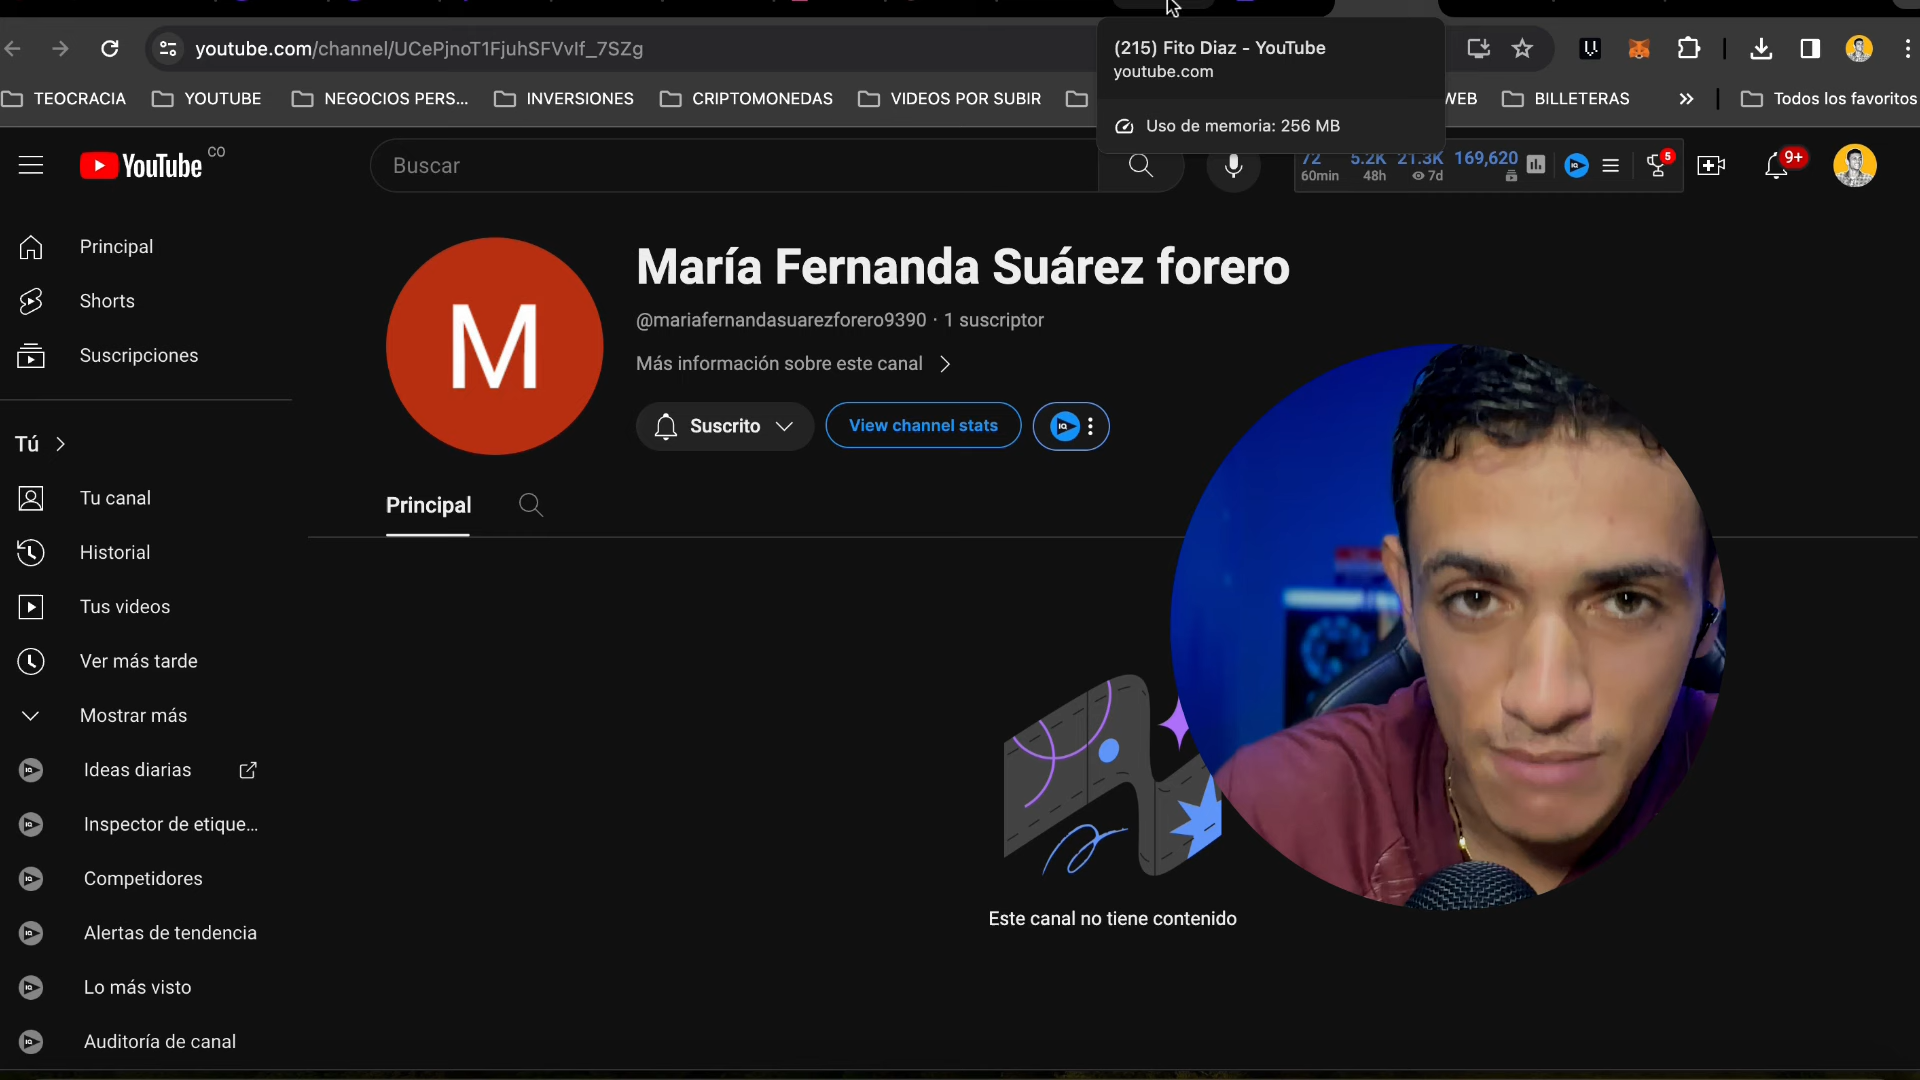 (215) Fito Diaz - YouTube
youtube.com
Uso de memoria: 256 MB
youtube.com/channel/UCePjnoT1FjuhSFVvIf_7SZg
TEOCRACIA
YOUTUBE
NEGOCIOS PERS...
INVERSIONES
CRIPTOMONEDAS
VIDEOS POR SUBIR
WEB
BILLETERAS
Todos los favoritos
YouTube CO
Buscar
72 5.2K 21.3K 169,620
60min 48h 7d
5
9+
Principal
Shorts
Suscripciones
Tú
Tu canal
Historial
Tus videos
Ver más tarde
Mostrar más
Ideas diarias
Inspector de etique...
Competidores
Alertas de tendencia
Lo más visto
Auditoría de canal
M
María Fernanda Suárez forero
@mariafernandasuarezforero9390 · 1 suscriptor
Más información sobre este canal
Suscrito
View channel stats
Principal
Este canal no tiene contenido